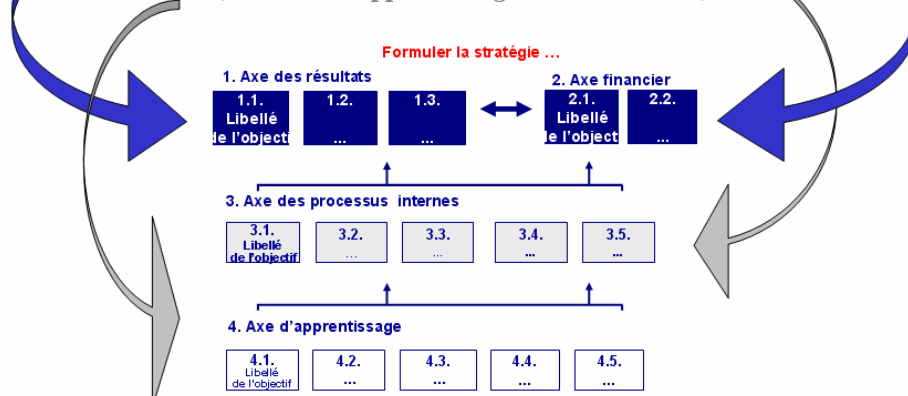 Formuler la stratégie ...
1. Axe des résultats
2. Axe financier
1.1.
Libellé
de l'objecti
1.2.
...
1.3.
...
2.1.
Libellé
le l'object
2.2.
...
3. Axe des processus internes
3.1.
Libellé
de l'objectif
3.2.
...
3.3.
...
3.4.
...
3.5.
...
4. Axe d'apprentissage
4.1.
Libellé
de l'objectif
4.2.
...
4.3.
...
4.4.
...
4.5.
...